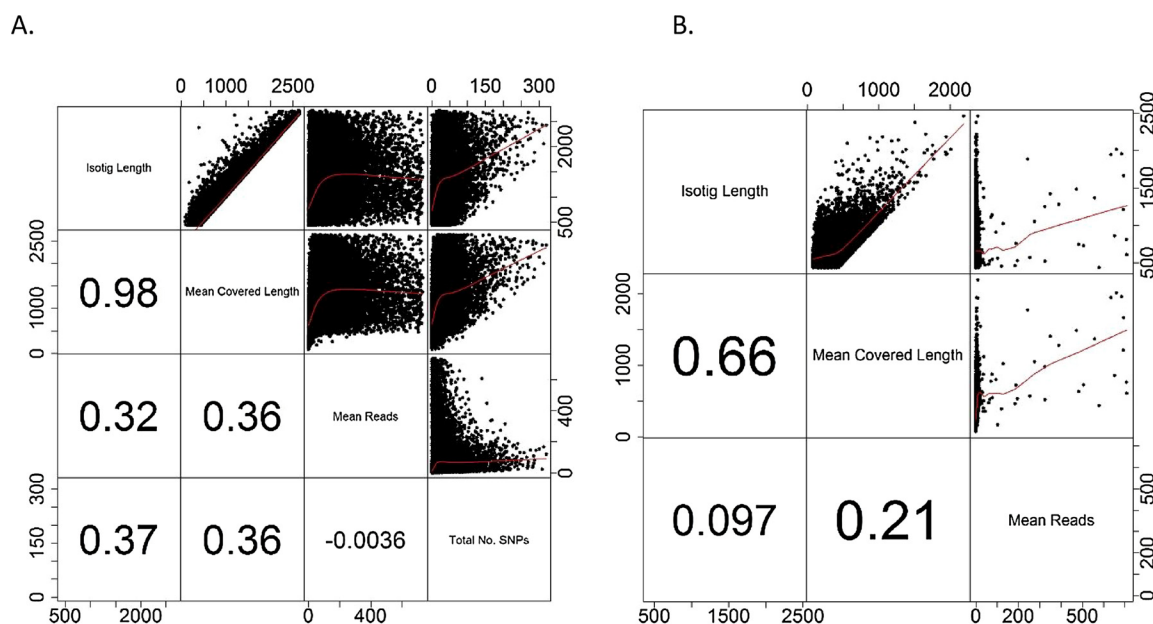 A.
B.
0 1000 2500
0 150 300
0 1000 2000
Isotig Length
500 2000
Isotig Length
500 1500 2500
0 1000 2500
0.98
Mean Covered Length
0 1000 2000
0.66
Mean Covered Length
0.32
0.36
Mean Reads
0 400
0 150 300
0.37
0.36
-0.0036
Total No. SNPs
0.097
0.21
Mean Reads
0 200 500
500 2000
0 400
500 1500 2500
0 200 500